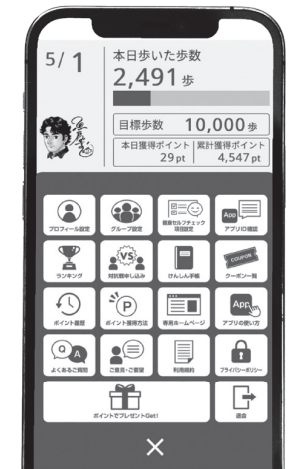 5/1
本日歩いた歩数
2,491 歩
目標歩数 10,000 歩
本日獲得ポイント 累計獲得ポイント
29 pt 4,547 pt
プロフィール設定 グループ設定 健康セルフチェック App アプリID確認
項目設定
ランキング VS 対抗戦申し込み けんしん手帳 COUPON クーポン一覧
ポイント履歴 P ポイント獲得方法 専用ホームページ App アプリの使い方
Q A よくあるご質問 ご意見・ご要望 利用規約 プライバシーポリシー
ポイントでプレゼントGet! 退会